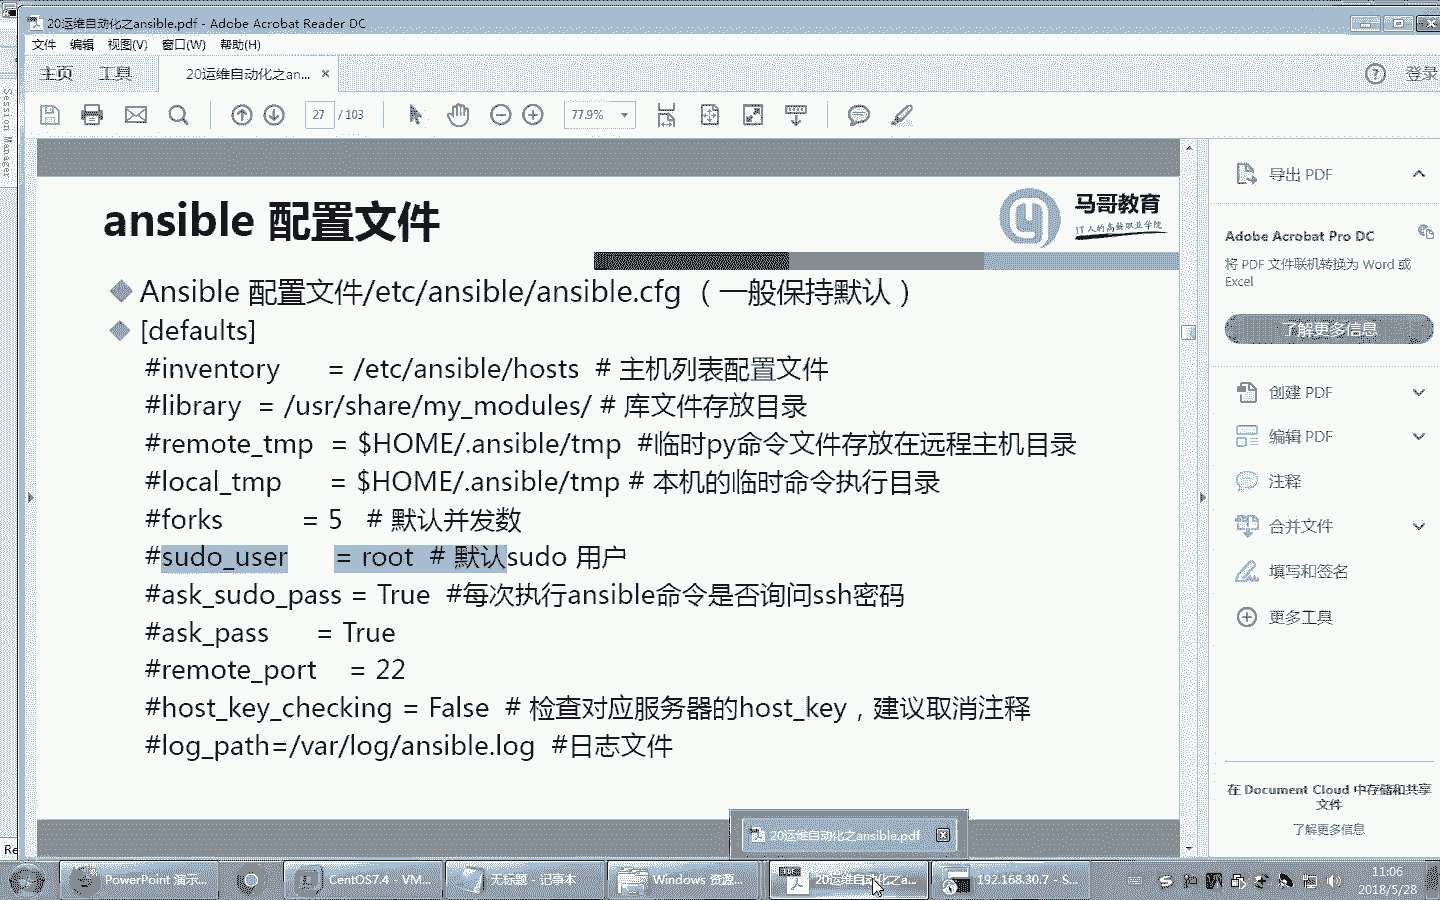 20运维自动化之ansible.pdf - Adobe Acrobat Reader DC
文件 编辑 视图(V) 窗口(W) 帮助(H)
主页 工具 20运维自动化之an... × 登录
27 / 103 77.9%
Session Manager
ansible 配置文件
马哥教育
IT人的高薪职业学院
Ansible 配置文件/etc/ansible/ansible.cfg （一般保持默认）
[defaults]
#inventory = /etc/ansible/hosts # 主机列表配置文件
#library = /usr/share/my_modules/ # 库文件存放目录
#remote_tmp = $HOME/.ansible/tmp #临时py命令文件存放在远程主机目录
#local_tmp = $HOME/.ansible/tmp # 本机的临时命令执行目录
#forks = 5 # 默认并发数
#sudo_user = root # 默认sudo 用户
#ask_sudo_pass = True #每次执行ansible命令是否询问ssh密码
#ask_pass = True
#remote_port = 22
#host_key_checking = False # 检查对应服务器的host_key，建议取消注释
#log_path=/var/log/ansible.log #日志文件
导出 PDF
Adobe Acrobat Pro DC
将 PDF 文件联机转换为 Word 或
Excel
了解更多信息
创建 PDF
编辑 PDF
注释
合并文件
填写和签名
更多工具
在 Document Cloud 中存储和共享
文件
了解更多信息
20运维自动化之ansible.pdf
Re
PowerPoint 演示... CentOS7.4 - VM... 无标题 - 记事本 Windows 资源... 20运维自动化之a... 192.168.30.7 - S...
11:06
2018/5/28